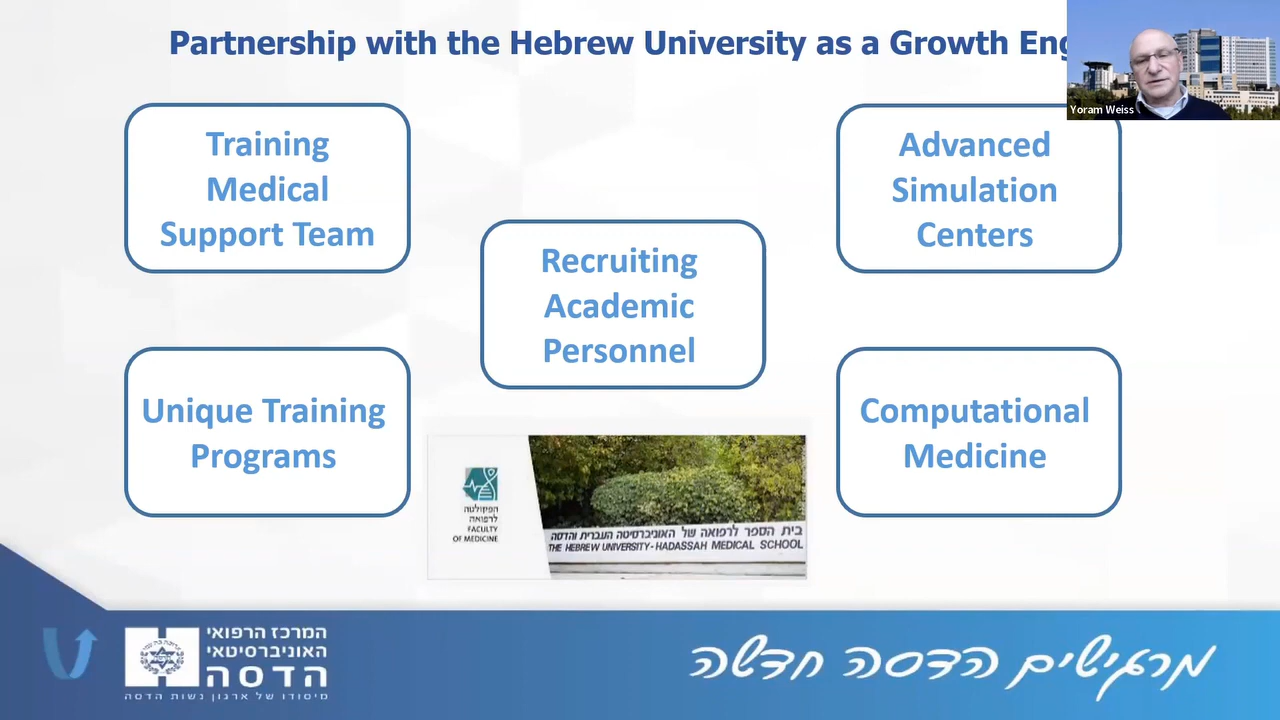 Partnership with the Hebrew University as a Growth Eng
Yoram Weiss
Training
Medical
Support Team
Advanced
Simulation
Centers
Recruiting
Academic
Personnel
Unique Training
Programs
Computational
Medicine
הפקולטה
לרפואה
FACULTY
OF MEDICINE
בית הספר לרפואה של האוניברסיטה העברית והדסה
THE HEBREW UNIVERSITY-HADASSAH MEDICAL SCHOOL
המרכז הרפואי
האוניברסיטאי
הדסה
מיסודו של ארגון נשות הדסה
מרגישים הדסה חדשה